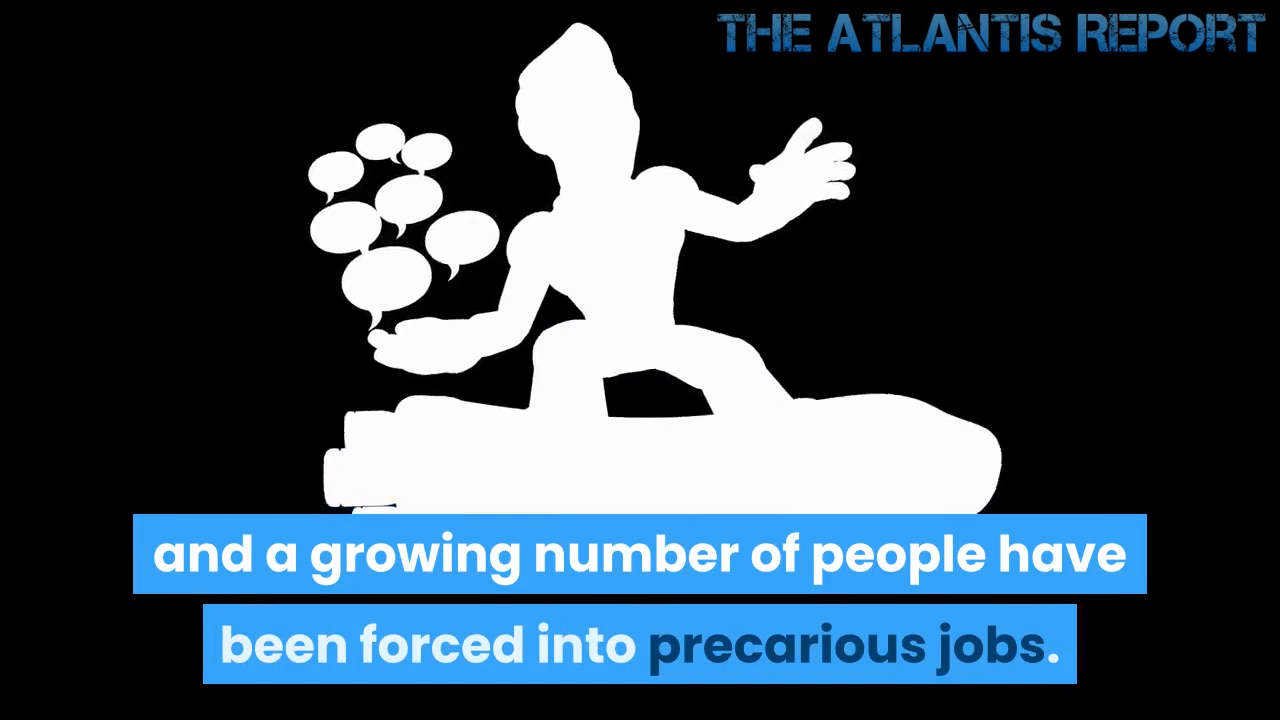 THE ATLANTIS REPORT
and a growing number of people have
been forced into precarious jobs.